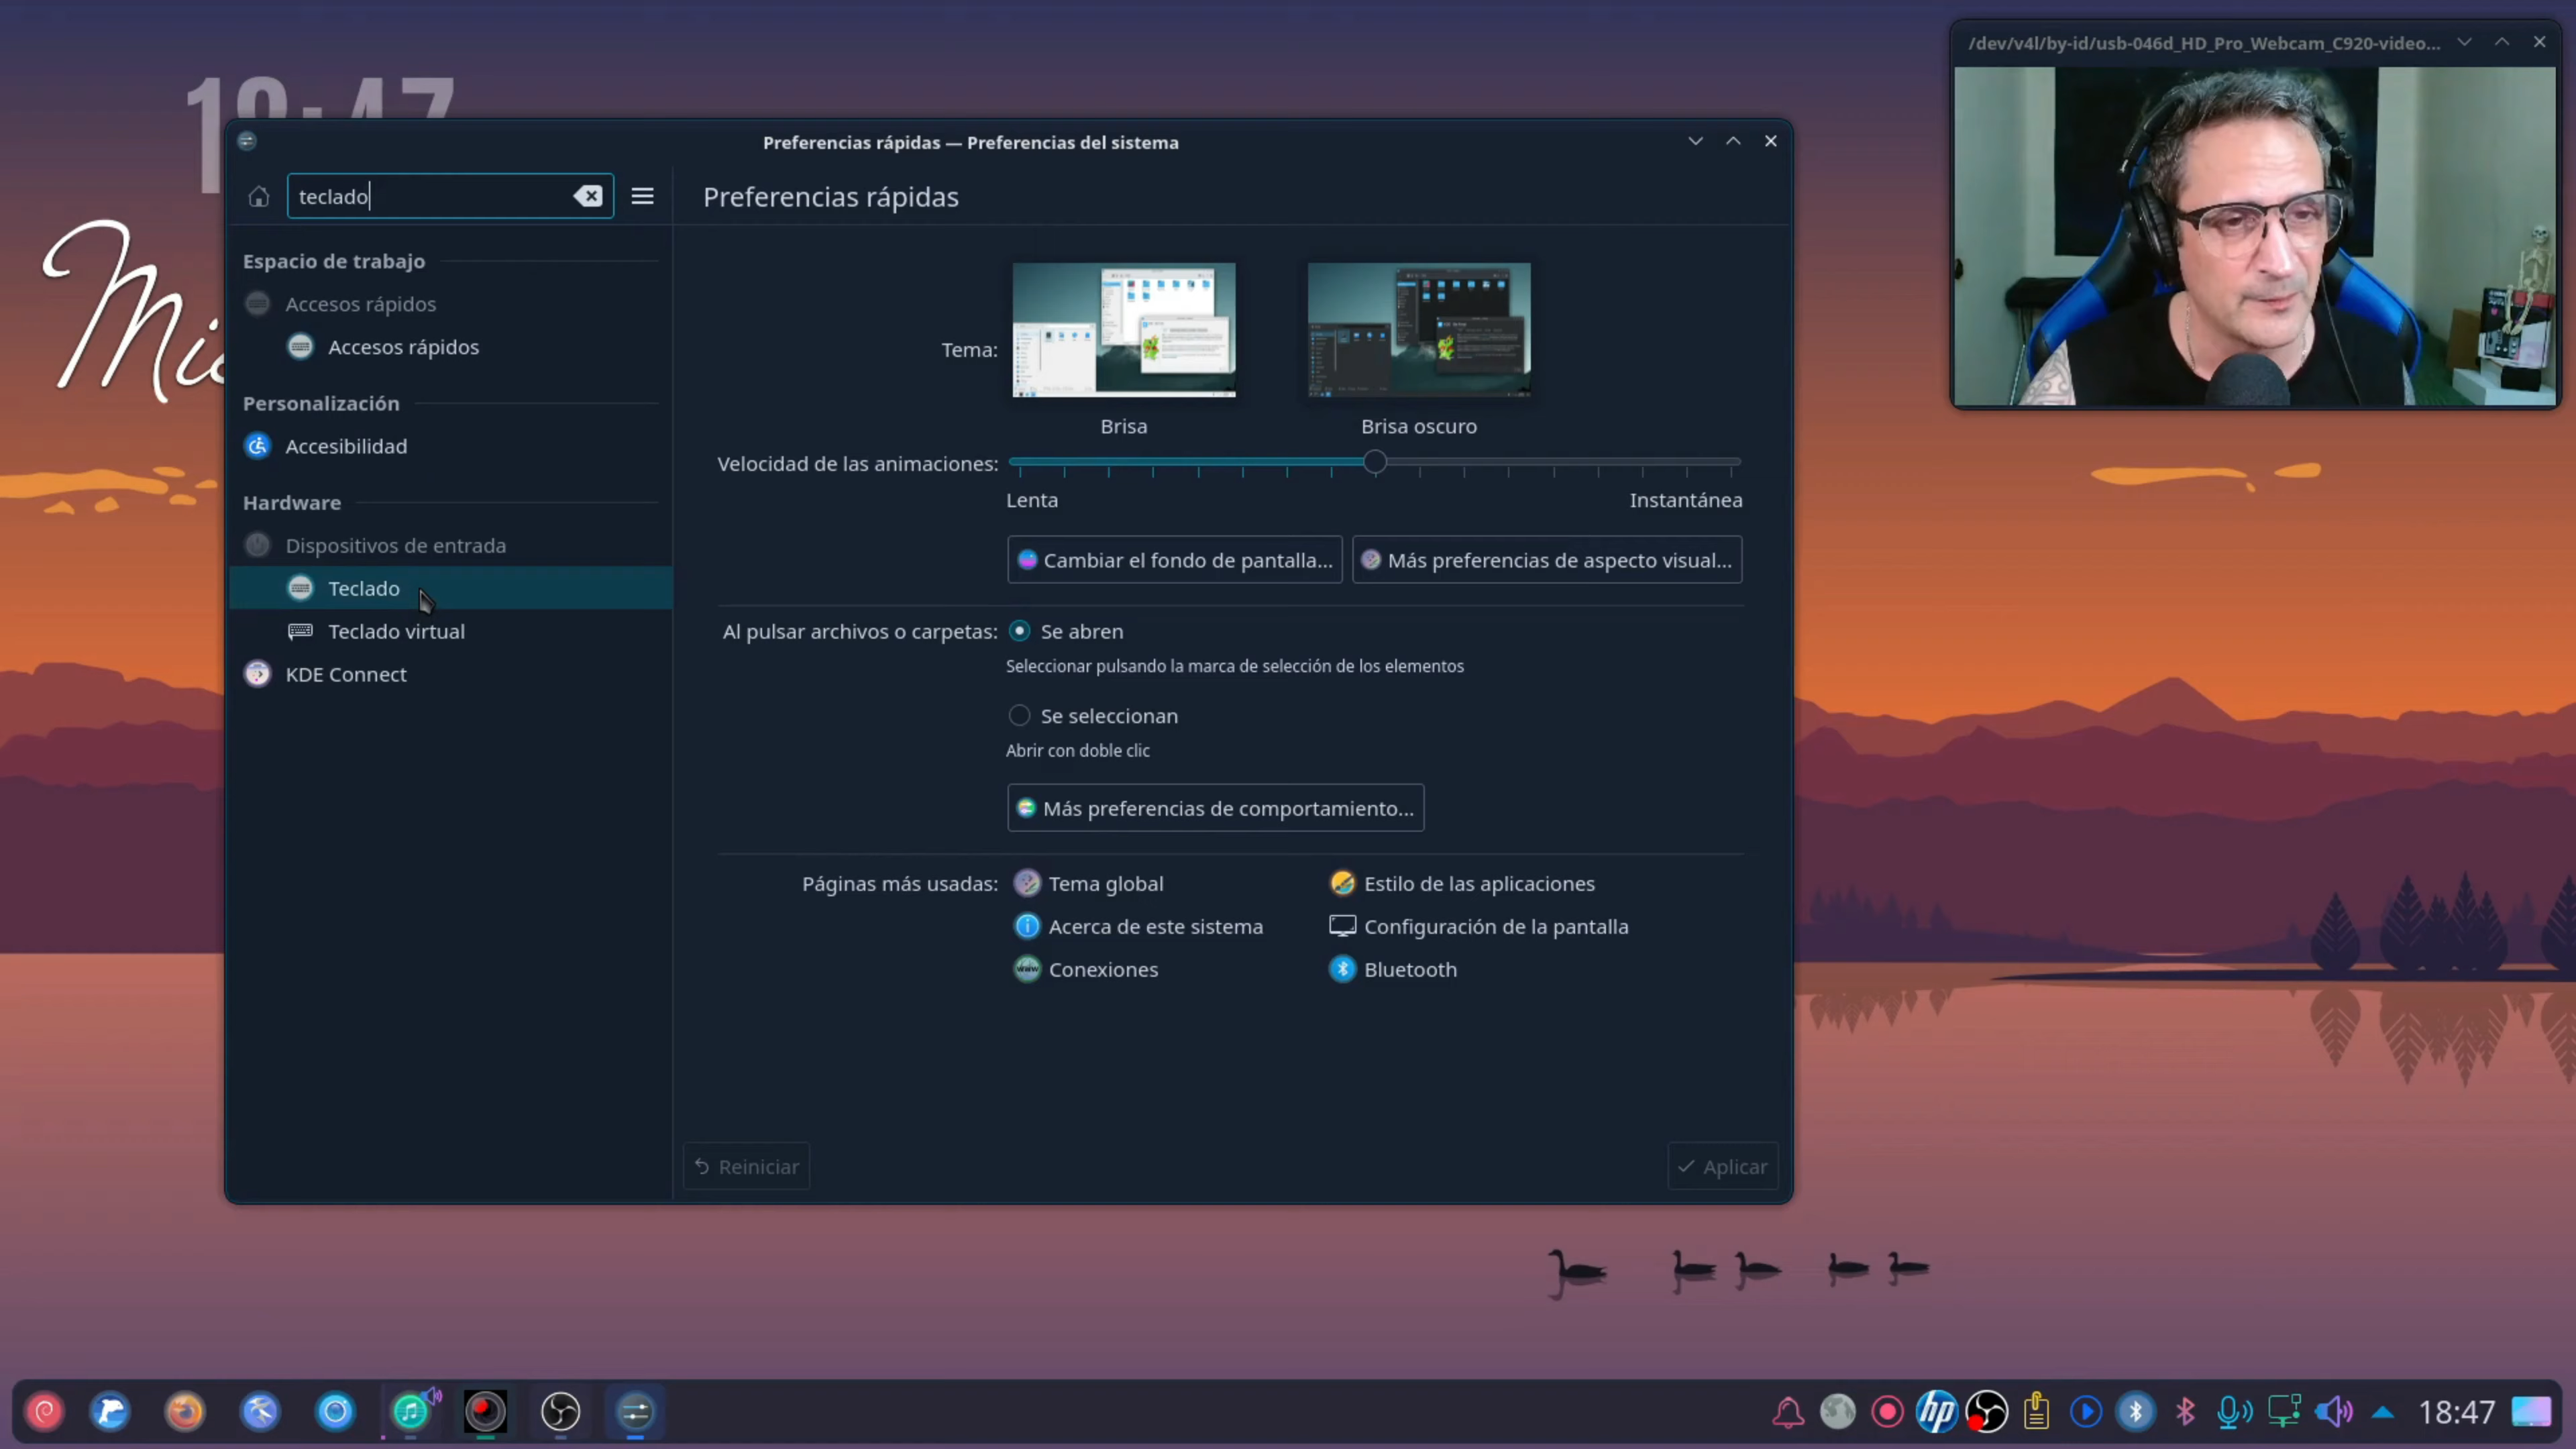 /dev/v4l/by-id/usb-046d_HD_Pro_Webcam_C920-video...
Preferencias rápidas — Preferencias del sistema
teclado
Preferencias rápidas
Espacio de trabajo
Accesos rápidos
Accesos rápidos
Personalización
Accesibilidad
Hardware
Dispositivos de entrada
Teclado
Teclado virtual
KDE Connect
Tema:
Brisa
Brisa oscuro
Velocidad de las animaciones:
Lenta
Instantánea
Cambiar el fondo de pantalla...
Más preferencias de aspecto visual...
Al pulsar archivos o carpetas:
Se abren
Seleccionar pulsando la marca de selección de los elementos
Se seleccionan
Abrir con doble clic
Más preferencias de comportamiento...
Páginas más usadas:
Tema global
Estilo de las aplicaciones
Acerca de este sistema
Configuración de la pantalla
www
Conexiones
Bluetooth
Reiniciar
Aplicar
hp
18:47